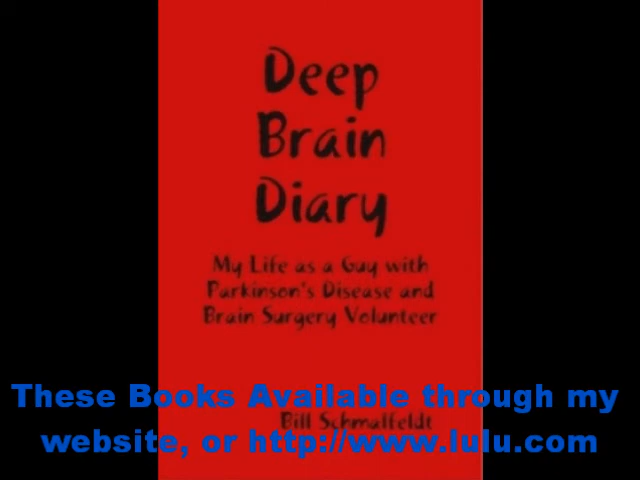 Deep
Brain
Diary
My Life as a Guy with
Parkinson's Disease and
Brain Surgery Volunteer
These Books Available through my
Bill Schmalfeldt
website, or http://www.lulu.com